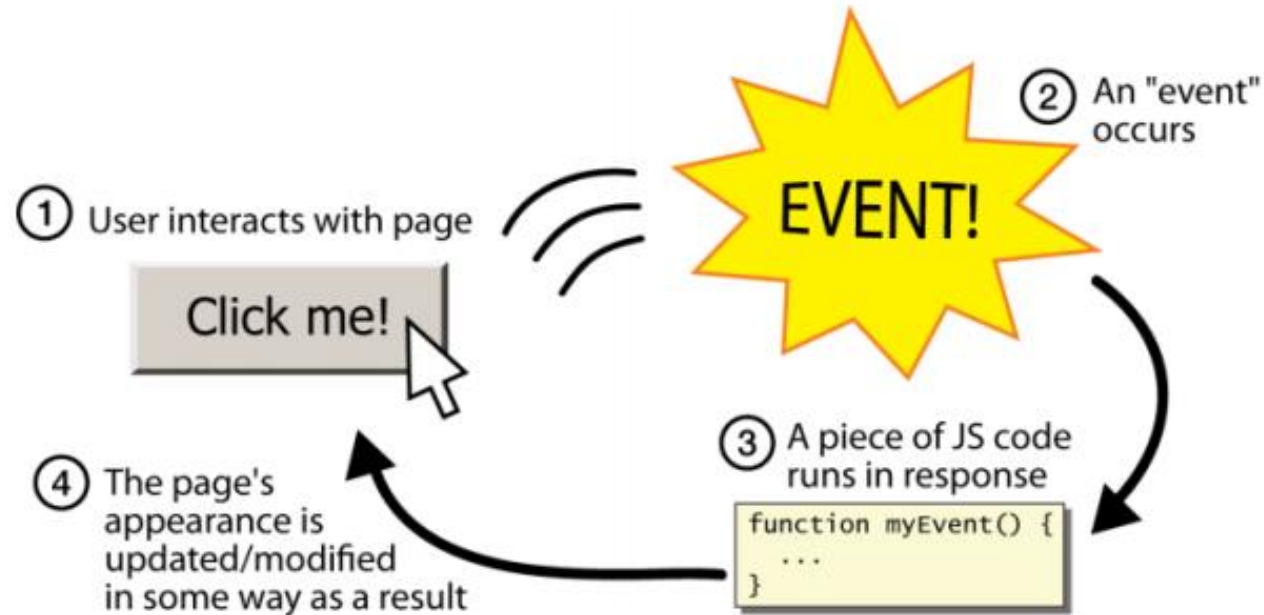 1 User interacts with page
Click me!
EVENT!
2 An "event"
occurs
3 A piece of JS code
runs in response
function myEvent() {
...
}
4 The page's
appearance is
updated/modified
in some way as a result